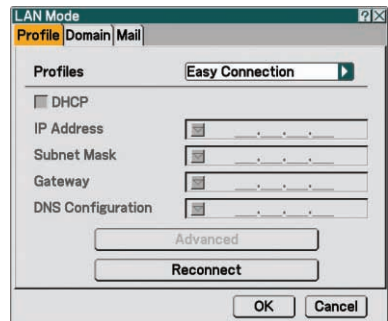 LAN Mode
Profile Domain Mail
Profiles Easy Connection
DHCP
IP Address
Subnet Mask
Gateway
DNS Configuration
Advanced
Reconnect
OK Cancel